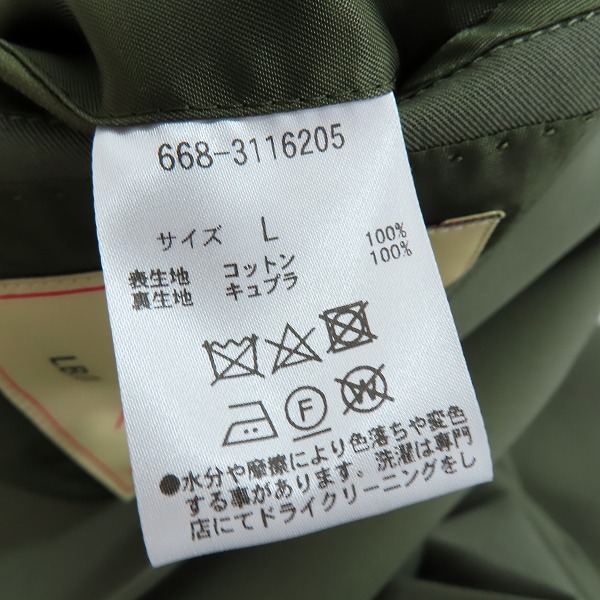 668-3116205
サイズ L
表生地 コットン 100%
裏生地 キュプラ 100%
F
W
●水分や摩擦により色落ちや変色
する事があります。洗濯は専門
店にてドライクリーニングをし